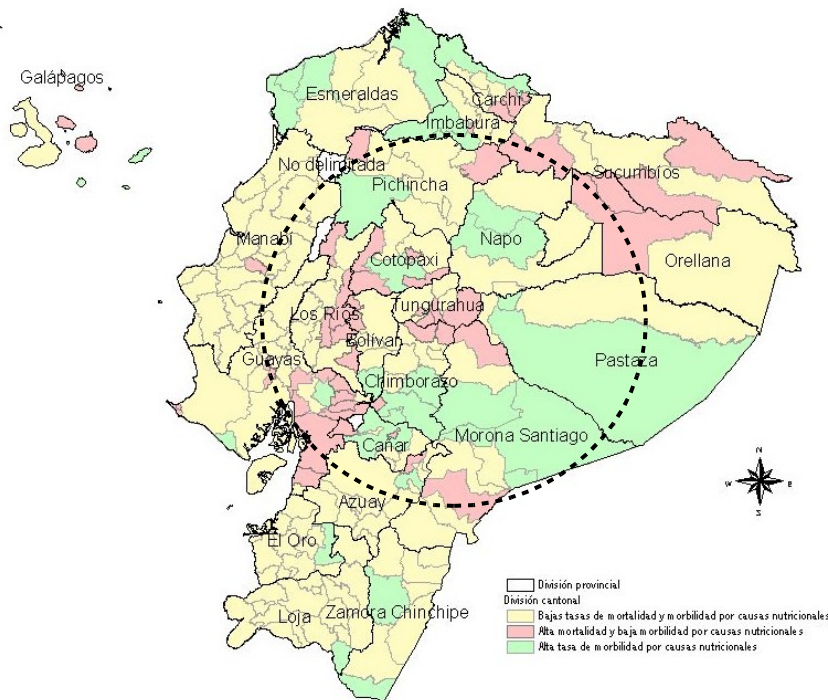 Galápagos
Esmeraldas
Carchi
Imbabura
No delimitada
Pichincha
Sucumbíos
Manabí
Napo
Cotopaxi
Orellana
Tungurahua
Los Ríos
Bolívar
Guayas
Pastaza
Chimborazo
Morona Santiago
Cañar
Azuay
N
W E
S
El Oro
Loja
Zamora Chinchipe
División provincial
División cantonal
Bajas tasas de mortalidad y morbilidad por causas nutricionales
Alta mortalidad y baja morbilidad por causas nutricionales
Alta tasa de morbilidad por causas nutricionales